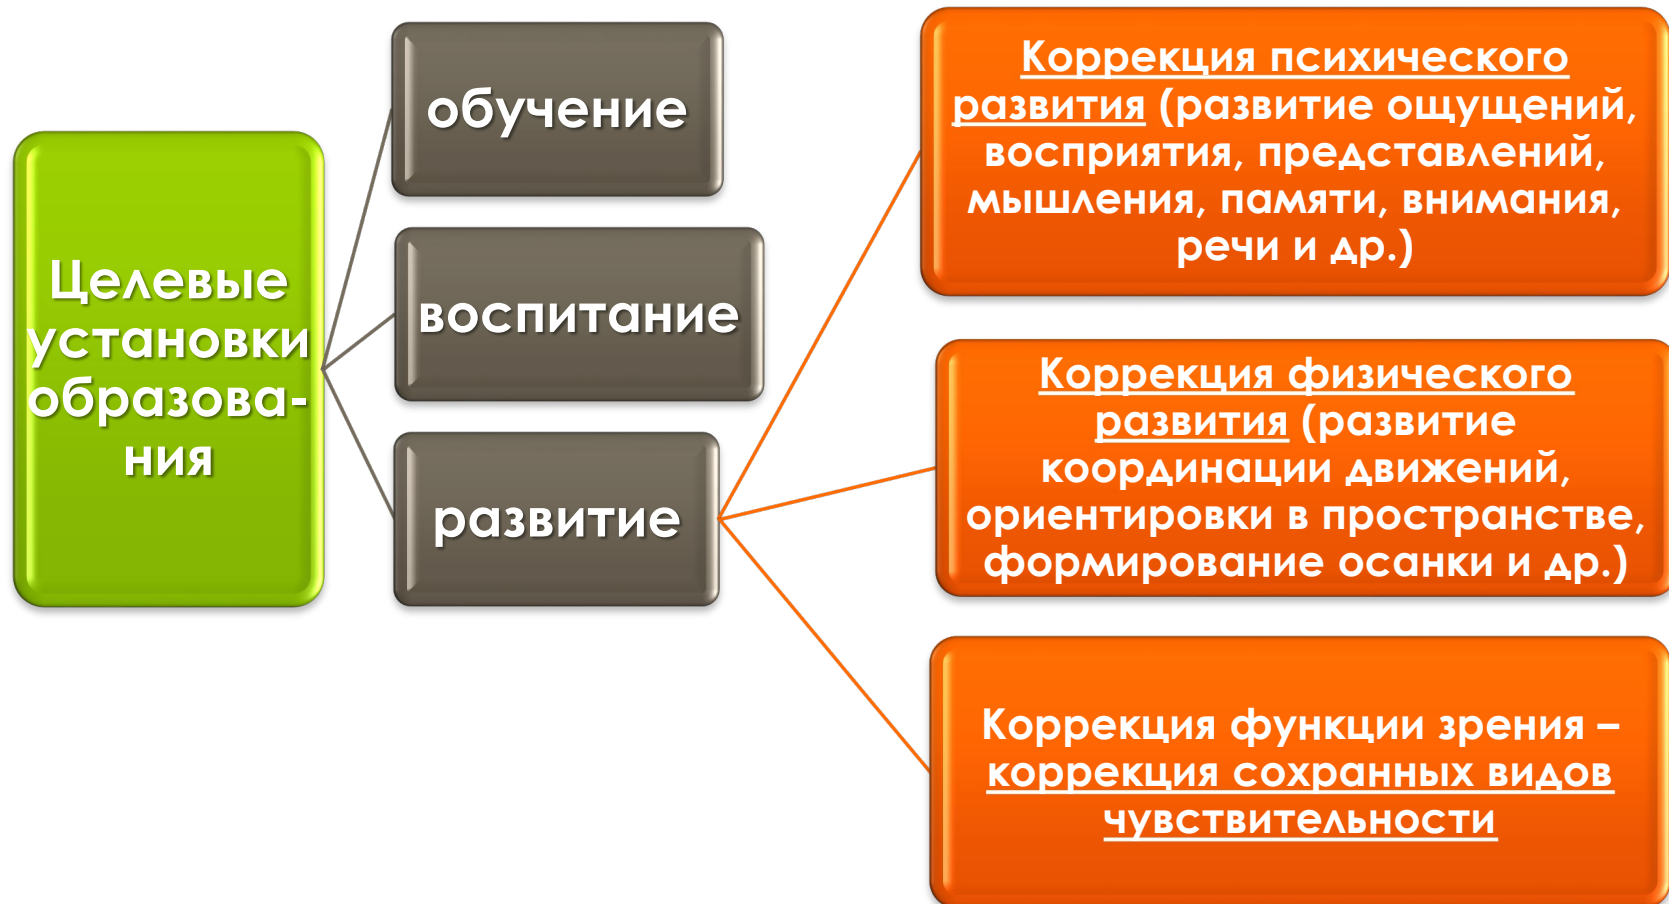 Целевые
установки
образова-
ния
обучение
воспитание
развитие
Коррекция психического
развития (развитие ощущений,
восприятия, представлений,
мышления, памяти, внимания,
речи и др.)
Коррекция физического
развития (развитие
координации движений,
ориентировки в пространстве,
формирование осанки и др.)
Коррекция функции зрения –
коррекция сохранных видов
чувствительности